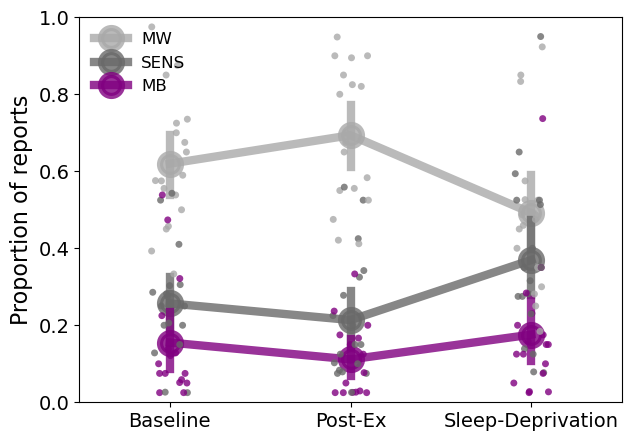 1.0
0.8
0.6
0.4
0.2
0.0
Proportion of reports
MW
SENS
MB
Baseline Post-Ex Sleep-Deprivation